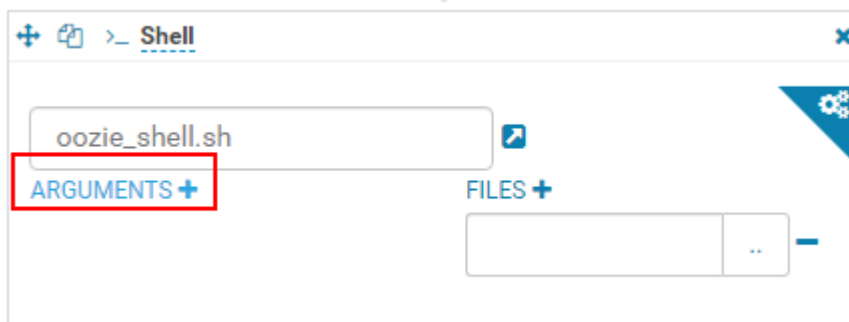 >_ Shell
oozie_shell.sh
ARGUMENTS +
FILES +
..